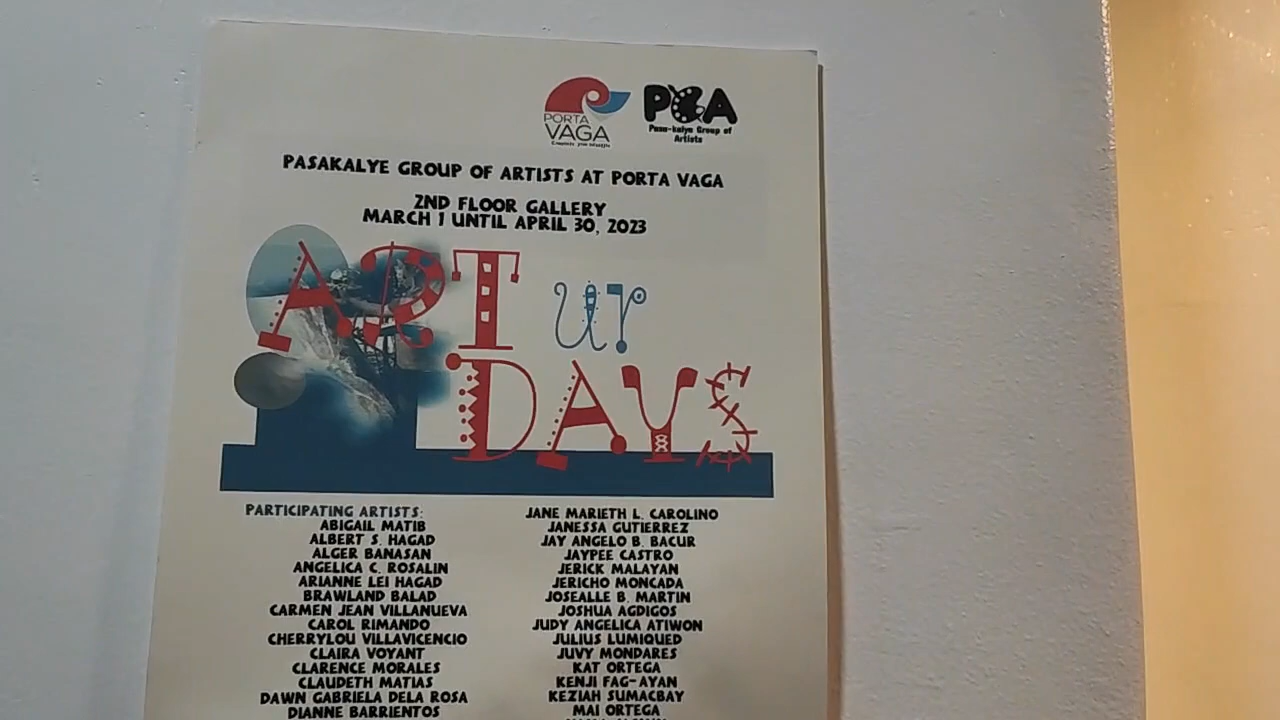 PORTA
VAGA
PGA
Pasa-kalye Group of
Artists
PASAKALYE GROUP OF ARTISTS AT PORTA VAGA
2ND FLOOR GALLERY
MARCH 1 UNTIL APRIL 30, 2023
ART ur
DAYS
PARTICIPATING ARTISTS:
ABIGAIL MATIB
ALBERT S. HAGAD
ALGER BANASAN
ANGELICA C. ROSALIN
ARIANNE LEI HAGAD
BRAWLAND BALAD
CARMEN JEAN VILLANUEVA
CAROL RIMANDO
CHERRYLOU VILLAVICENCIO
CLAIRA VOYANT
CLARENCE MORALES
CLAUDETH MATIAS
DAWN GABRIELA DELA ROSA
DIANNE BARRIENTOS
JANE MARIETH L. CAROLINO
JANESSA GUTIERREZ
JAY ANGELO B. BACUR
JAYPEE CASTRO
JERICK MALAYAN
JERICHO MONCADA
JOSEALLE B. MARTIN
JOSHUA AGDIGOS
JUDY ANGELICA ATIWON
JULIUS LUMIQUED
JUVY MONDARES
KAT ORTEGA
KENJI FAG-AYAN
KEZIAH SUMACBAY
MAI ORTEGA